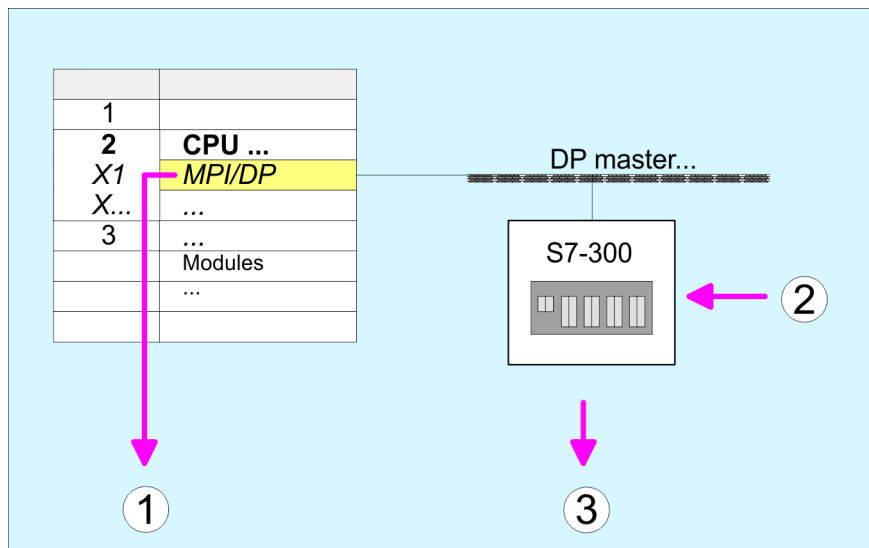 1
2 CPU ...
X1 MPI/DP
X... ...
3 ...
Modules
...
DP master...
S7-300
2
1
3